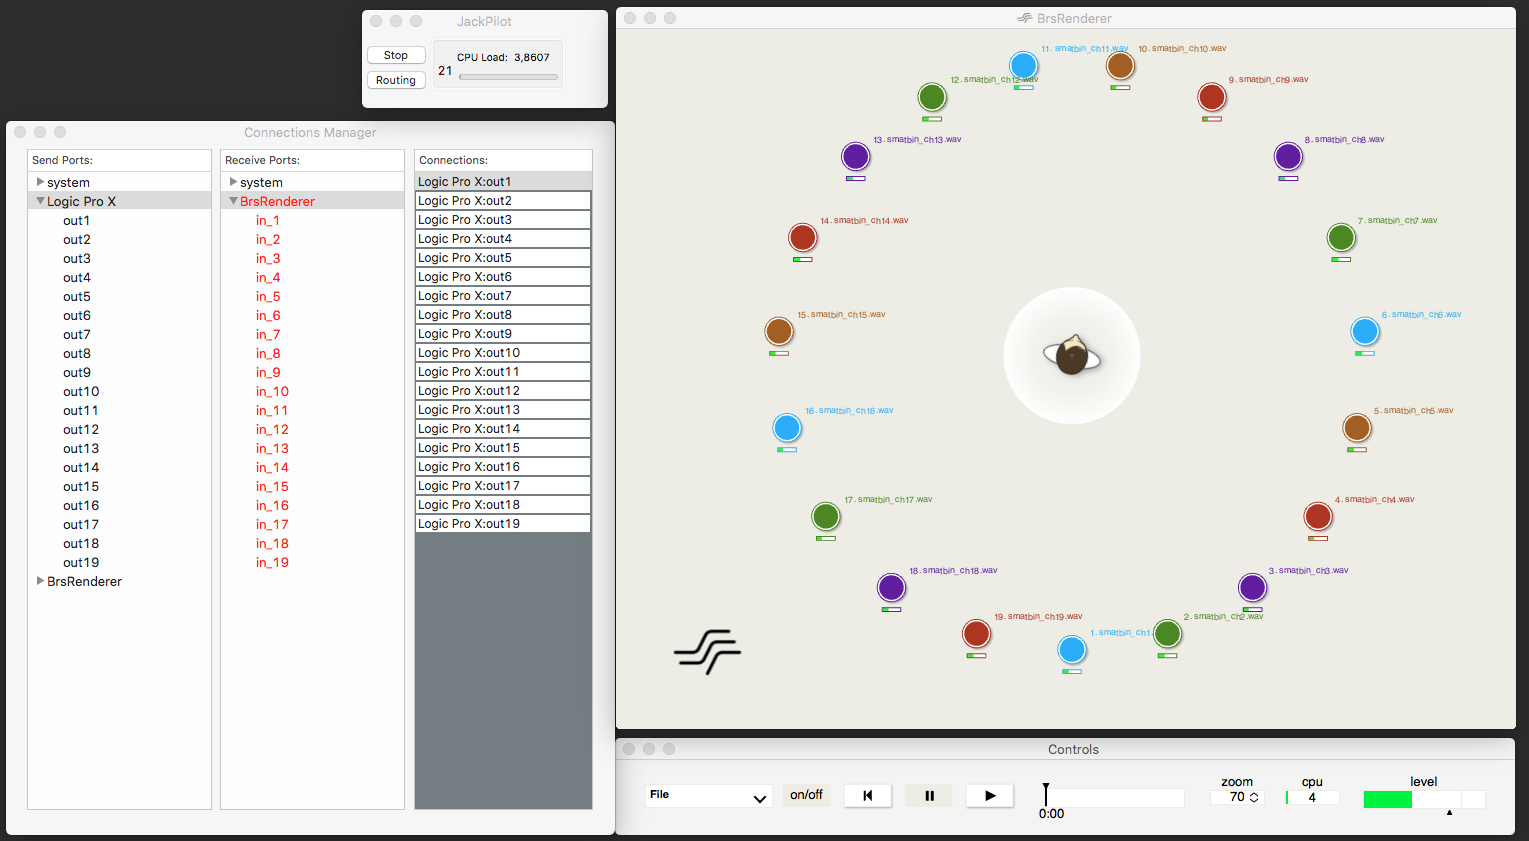 JackPilot
Stop
CPU Load: 3,8607
21
Routing
Connections Manager
Send Ports:
system
Logic Pro X
out1
out2
out3
out4
out5
out6
out7
out8
out9
out10
out11
out12
out13
out14
out15
out16
out17
out18
out19
BrsRenderer
Receive Ports:
system
BrsRenderer
in_1
in_2
in_3
in_4
in_5
in_6
in_7
in_8
in_9
in_10
in_11
in_12
in_13
in_14
in_15
in_16
in_17
in_18
in_19
Connections:
Logic Pro X:out1
Logic Pro X:out2
Logic Pro X:out3
Logic Pro X:out4
Logic Pro X:out5
Logic Pro X:out6
Logic Pro X:out7
Logic Pro X:out8
Logic Pro X:out9
Logic Pro X:out10
Logic Pro X:out11
Logic Pro X:out12
Logic Pro X:out13
Logic Pro X:out14
Logic Pro X:out15
Logic Pro X:out16
Logic Pro X:out17
Logic Pro X:out18
Logic Pro X:out19
BrsRenderer
11. smatbin_ch11.wav
10. smatbin_ch10.wav
12. smatbin_ch12.wav
9. smatbin_ch9.wav
13. smatbin_ch13.wav
8. smatbin_ch8.wav
14. smatbin_ch14.wav
7. smatbin_ch7.wav
15. smatbin_ch15.wav
6. smatbin_ch6.wav
16. smatbin_ch16.wav
5. smatbin_ch5.wav
17. smatbin_ch17.wav
4. smatbin_ch4.wav
18. smatbin_ch18.wav
3. smatbin_ch3.wav
19. smatbin_ch19.wav
2. smatbin_ch2.wav
1. smatbin_ch1.
Controls
File
on/off
0:00
zoom
70
cpu
4
level